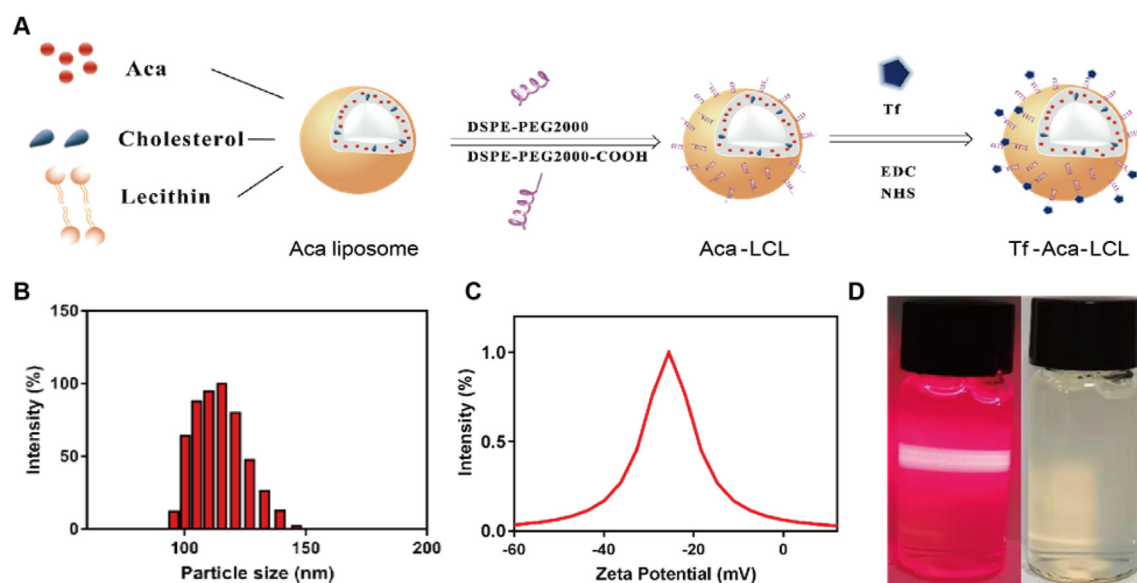 A
Aca
Cholesterol
Lecithin
Aca liposome
DSPE-PEG2000
DSPE-PEG2000-COOH
Aca-LCL
Tf
EDC
NHS
Tf-Aca-LCL
B
150
100
50
0
Intensity (%)
100
150
200
Particle size (nm)
C
1.0
0.5
0.0
Intensity (%)
-60
-40
-20
0
Zeta Potential (mV)
D